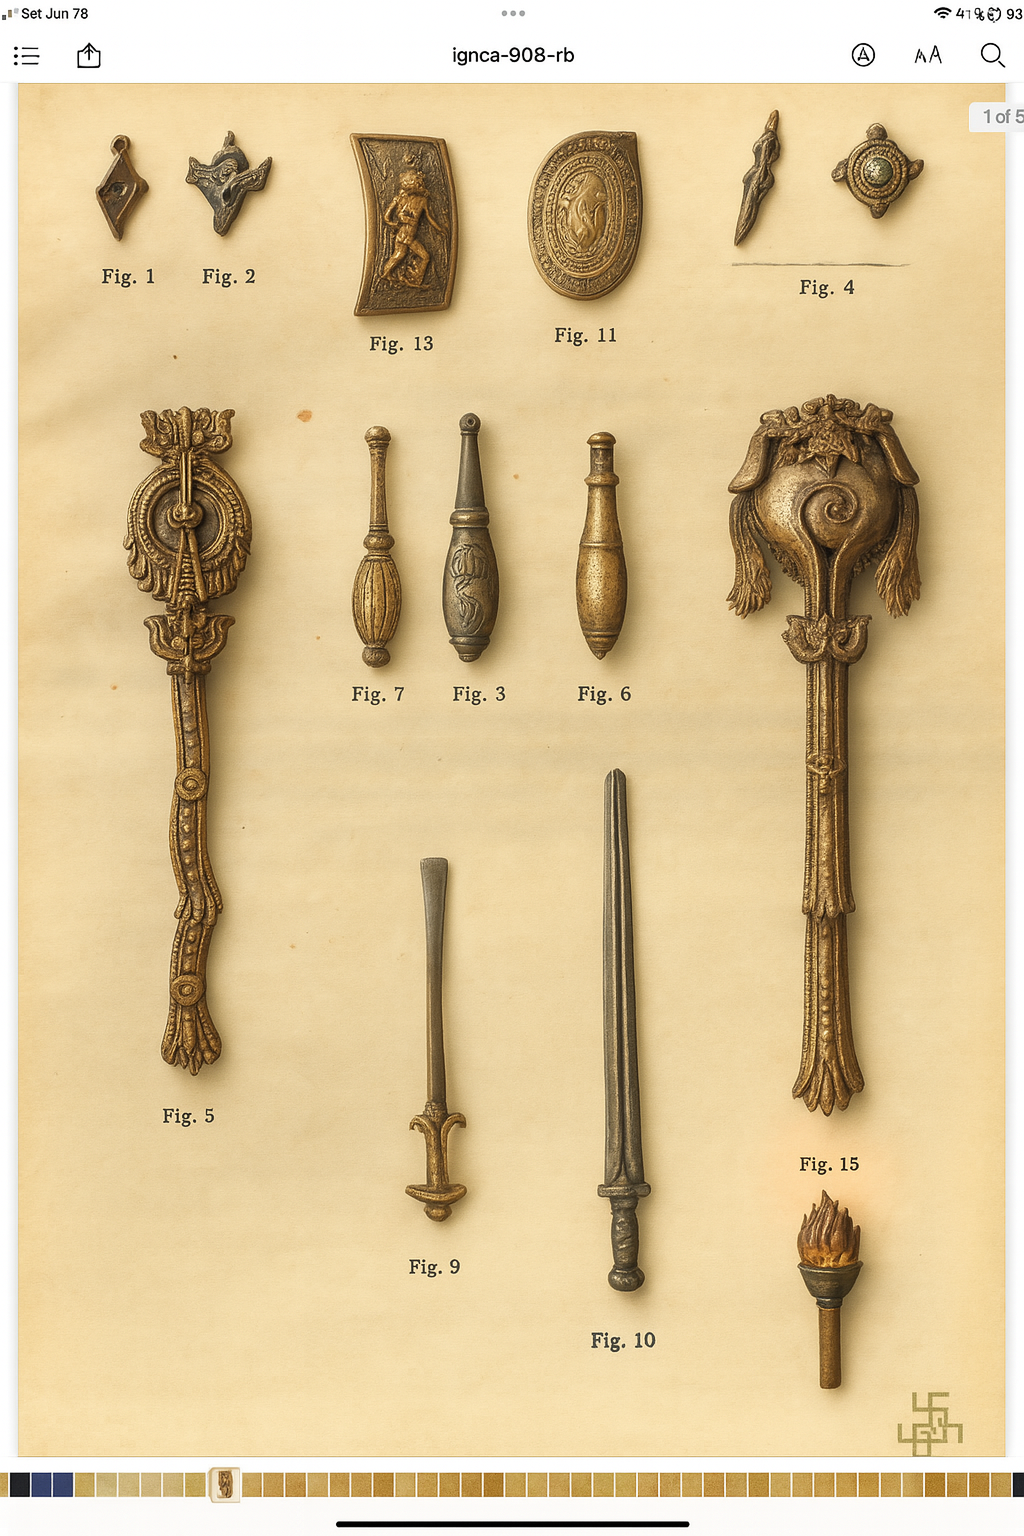 Set Jun 78
ignca-908-rb
AA
1 of 5
Fig. 1
Fig. 2
Fig. 13
Fig. 11
Fig. 4
Fig. 7
Fig. 3
Fig. 6
Fig. 5
Fig. 15
Fig. 9
Fig. 10